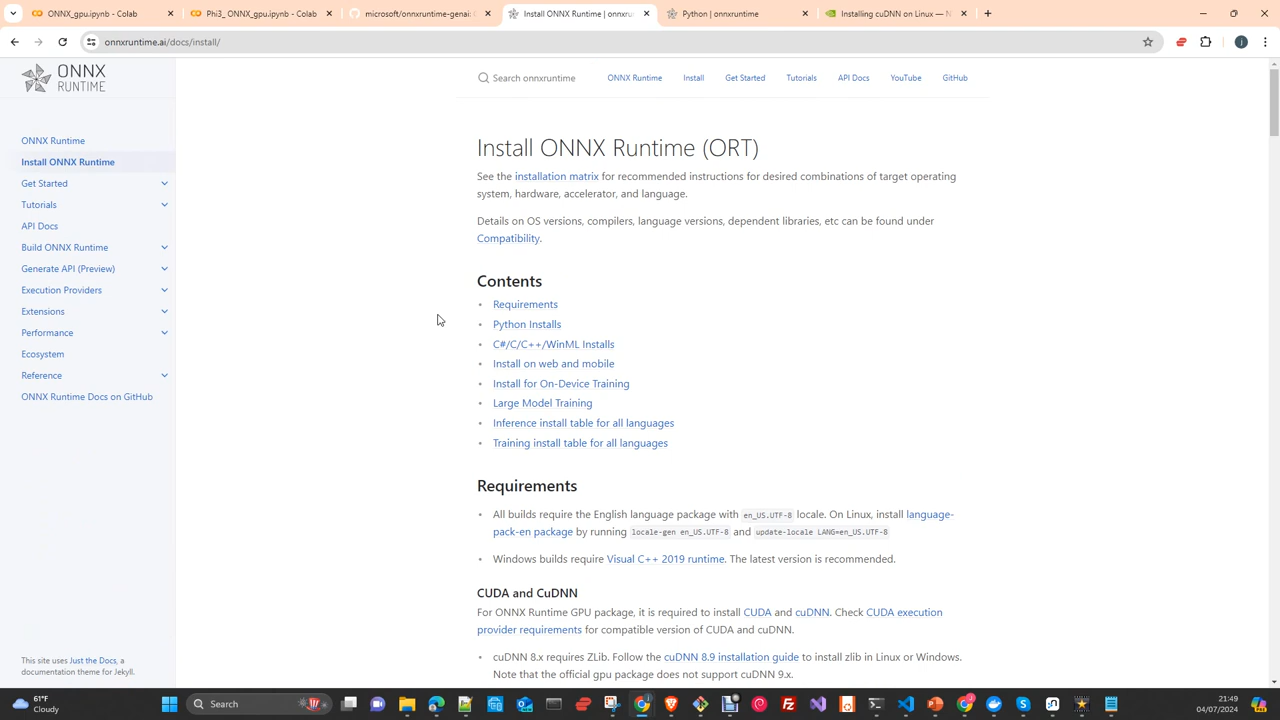 ONNX_gpu.ipynb - Colab
Phi3_ ONNX_gpu.ipynb - Colab
microsoft/onnxruntime-genai:
Install ONNX Runtime | onnxrun
Python | onnxruntime
Installing cuDNN on Linux — N
onnxruntime.ai/docs/install/
ONNX
RUNTIME
Search onnxruntime
ONNX Runtime
Install
Get Started
Tutorials
API Docs
YouTube
GitHub
ONNX Runtime
Install ONNX Runtime
Get Started
Tutorials
API Docs
Build ONNX Runtime
Generate API (Preview)
Execution Providers
Extensions
Performance
Ecosystem
Reference
ONNX Runtime Docs on GitHub
This site uses Just the Docs, a
documentation theme for Jekyll.
Install ONNX Runtime (ORT)
See the installation matrix for recommended instructions for desired combinations of target operating
system, hardware, accelerator, and language.
Details on OS versions, compilers, language versions, dependent libraries, etc can be found under
Compatibility.
Contents
Requirements
Python Installs
C#/C/C++/WinML Installs
Install on web and mobile
Install for On-Device Training
Large Model Training
Inference install table for all languages
Training install table for all languages
Requirements
All builds require the English language package with en_US.UTF-8 locale. On Linux, install language-
pack-en package by running locale-gen en_US.UTF-8 and update-locale LANG=en_US.UTF-8
Windows builds require Visual C++ 2019 runtime. The latest version is recommended.
CUDA and CuDNN
For ONNX Runtime GPU package, it is required to install CUDA and cuDNN. Check CUDA execution
provider requirements for compatible version of CUDA and cuDNN.
cuDNN 8.x requires ZLib. Follow the cuDNN 8.9 installation guide to install zlib in Linux or Windows.
Note that the official gpu package does not support cuDNN 9.x.
61°F
Cloudy
Search
21:49
04/07/2024